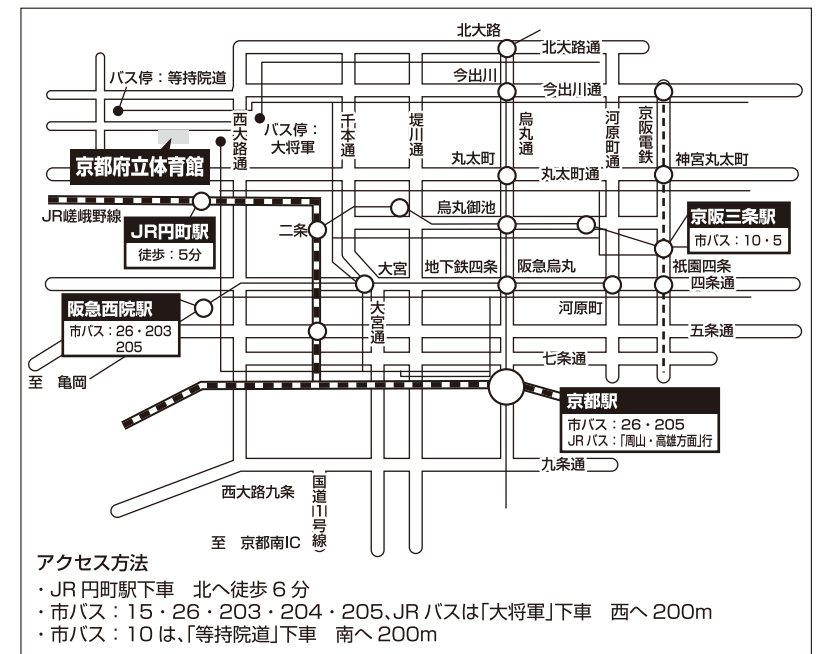 北大路
北大路通
バス停：等持院道
今出川
今出川通
西大路通
バス停：
大将軍
千本通
堀川通
烏丸通
河原町通
京阪電鉄
京都府立体育館
丸太町
丸太町通
神宮丸太町
JR嵯峨野線
JR円町駅
徒歩：5分
二条
烏丸御池
京阪三条駅
市バス：10・5
大宮
地下鉄四条
阪急烏丸
祇園四条
四条通
阪急西院駅
市バス：26・203
205
大宮通
河原町
五条通
七条通
至　亀岡
京都駅
市バス：26・205
JRバス：「周山・高雄方面」行
九条通
西大路九条
国道（1号線）
至　京都南IC
アクセス方法
・JR円町駅下車　北へ徒歩6分
・市バス：15・26・203・204・205、JRバスは「大将軍」下車　西へ200m
・市バス：10は、「等持院道」下車　南へ200m